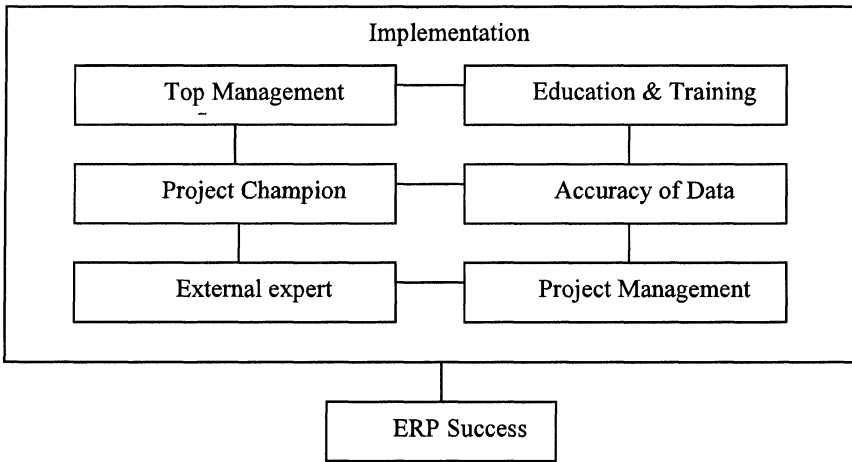 Implementation
Top Management
Education & Training
Project Champion
Accuracy of Data
External expert
Project Management
ERP Success